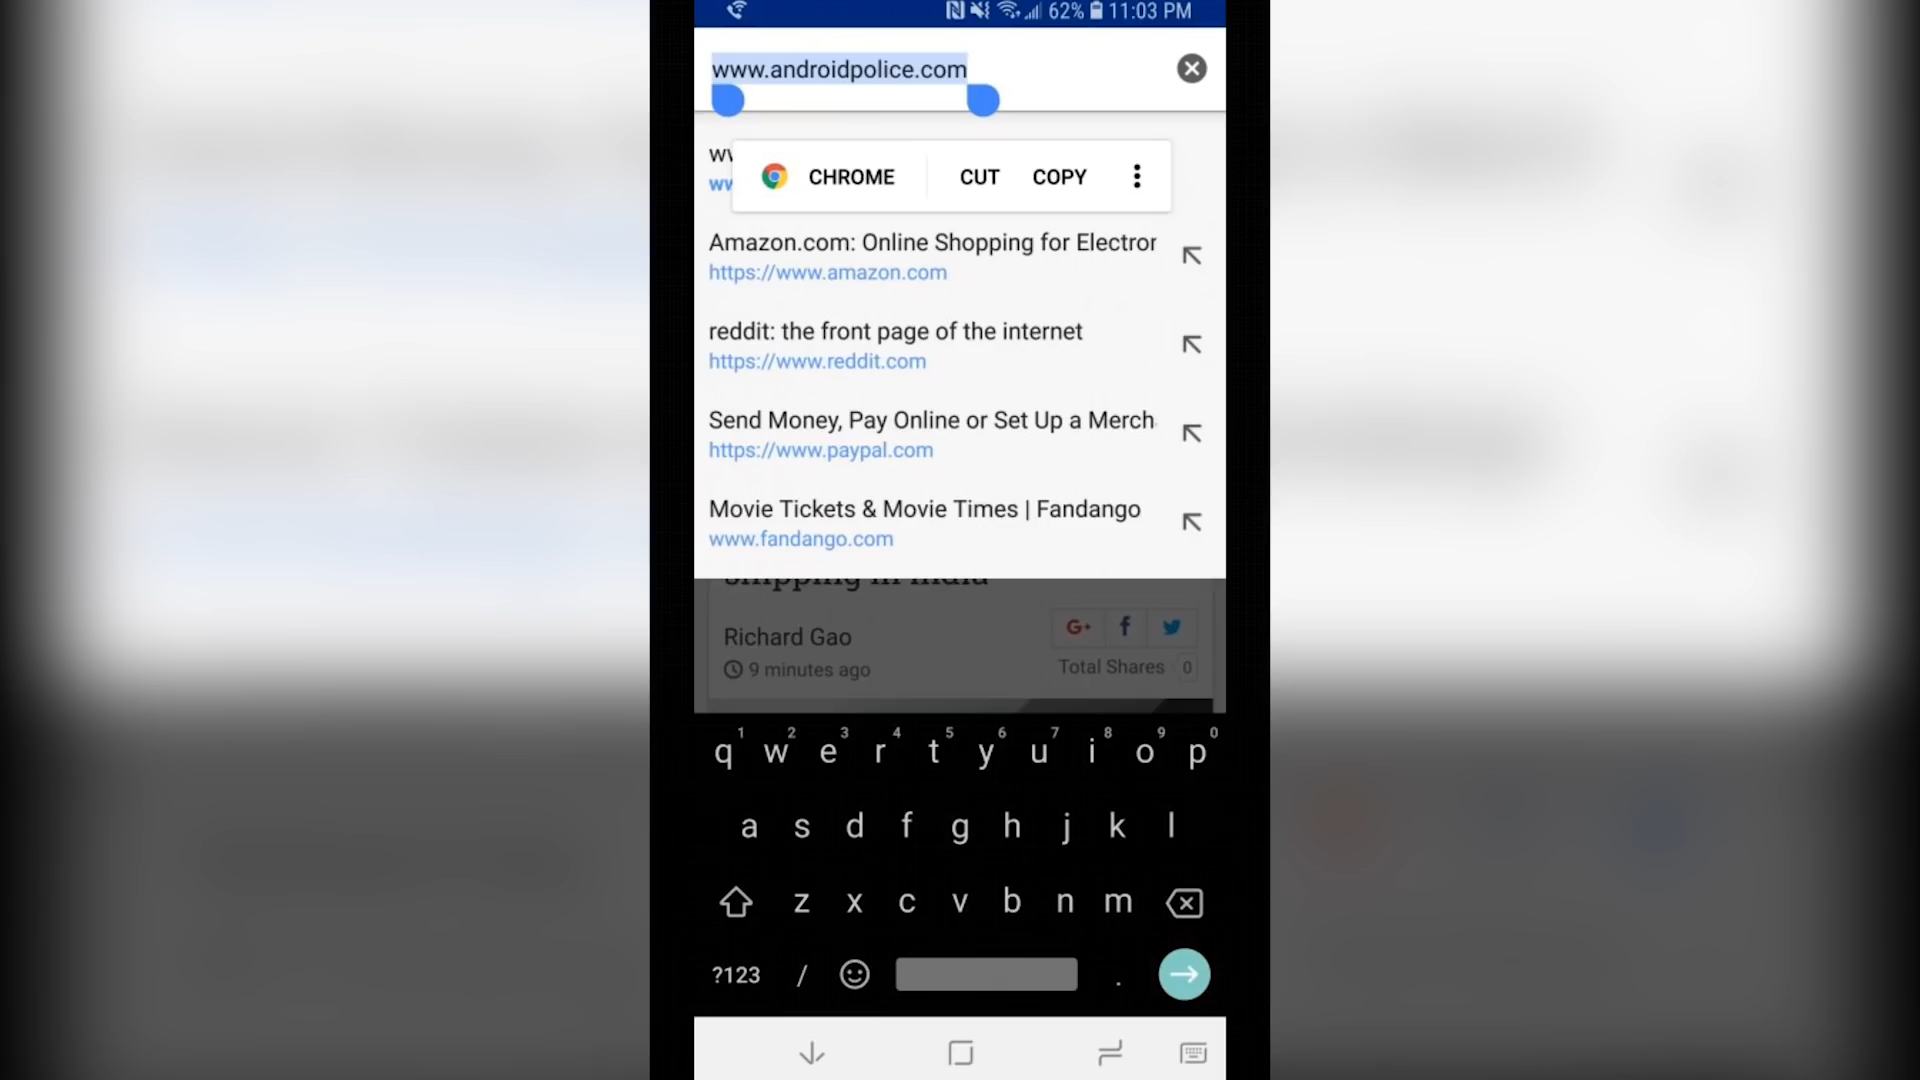 62% 11:03 PM
www.androidpolice.com
CHROME CUT COPY
Amazon.com: Online Shopping for Electror
https://www.amazon.com
reddit: the front page of the internet
https://www.reddit.com
Send Money, Pay Online or Set Up a Merch
https://www.paypal.com
Movie Tickets & Movie Times | Fandango
www.fandango.com
shipping in India
Richard Gao
G+ f
9 minutes ago
Total Shares 0
1 2 3 4 5 6 7 8 9 0
q w e r t y u i o p
a s d f g h j k l
z x c v b n m
?123 / .